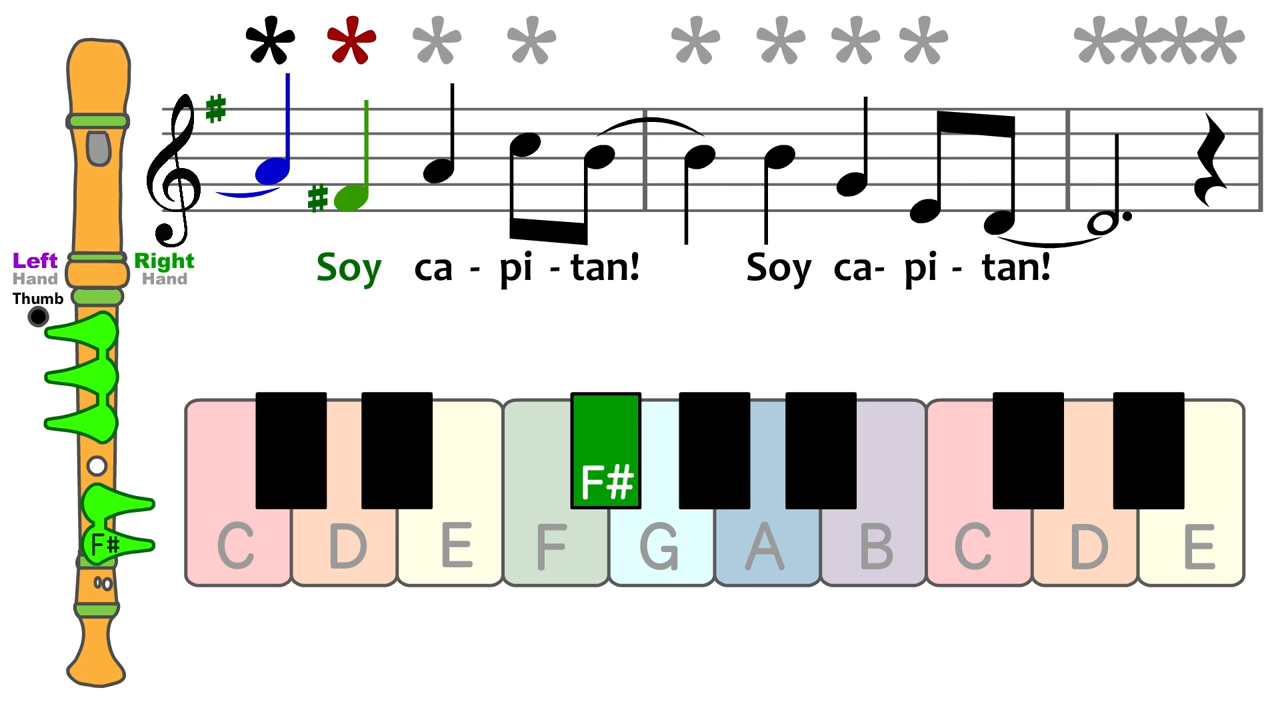 * * * * * * * * * * * *
Left Right
Hand Hand
Thumb
Soy ca - pi - tan! Soy ca- pi - tan!
F#
F#
C D E F G A B C D E